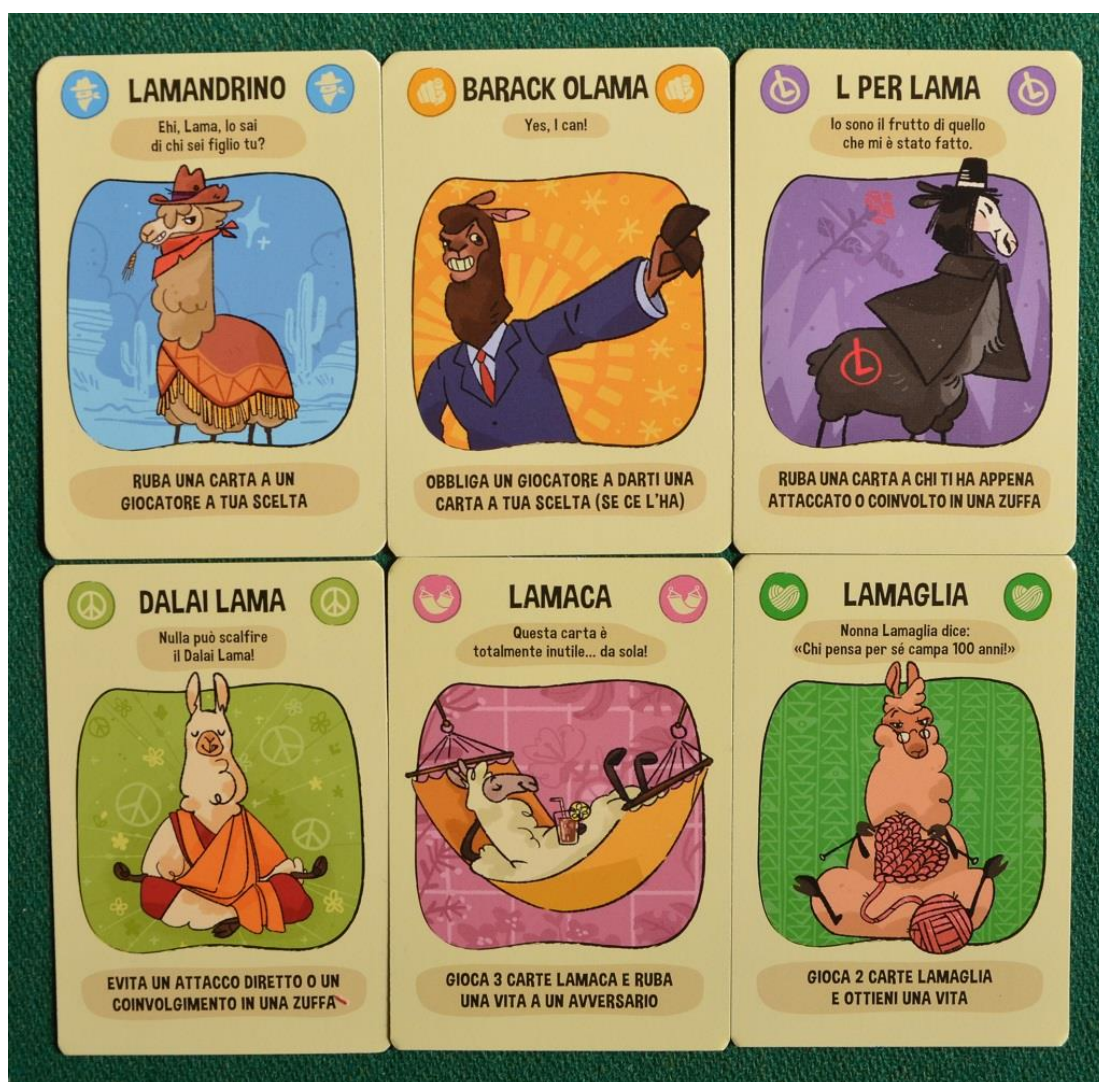 LAMANDRINO
Ehi, Lama, lo sai
di chi sei figlio tu?
RUBA UNA CARTA A UN
GIOCATORE A TUA SCELTA
BARACK OLAMA
Yes, I can!
OBBLIGA UN GIOCATORE A DARTI UNA
CARTA A TUA SCELTA (SE CE L'HA)
L PER LAMA
Io sono il frutto di quello
che mi è stato fatto.
RUBA UNA CARTA A CHI TI HA APPENA
ATTACCATO O COINVOLTO IN UNA ZUFFA
DALAI LAMA
Nulla può scalfire
il Dalai Lama!
EVITA UN ATTACCO DIRETTO O UN
COINVOLGIMENTO IN UNA ZUFFA
LAMACA
Questa carta è
totalmente inutile... da sola!
GIOCA 3 CARTE LAMACA E RUBA
UNA VITA A UN AVVERSARIO
LAMAGLIA
Nonna Lamaglia dice:
«Chi pensa per sé campa 100 anni!»
GIOCA 2 CARTE LAMAGLIA
E OTTIENI UNA VITA